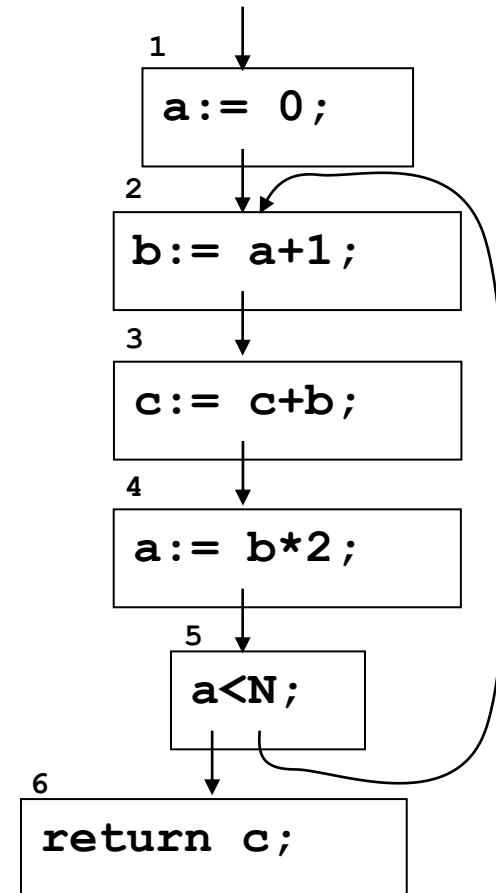 1
a:= 0;
2
b:= a+1;
3
c:= c+b;
4
a:= b*2;
5
a<N;
6
return c;